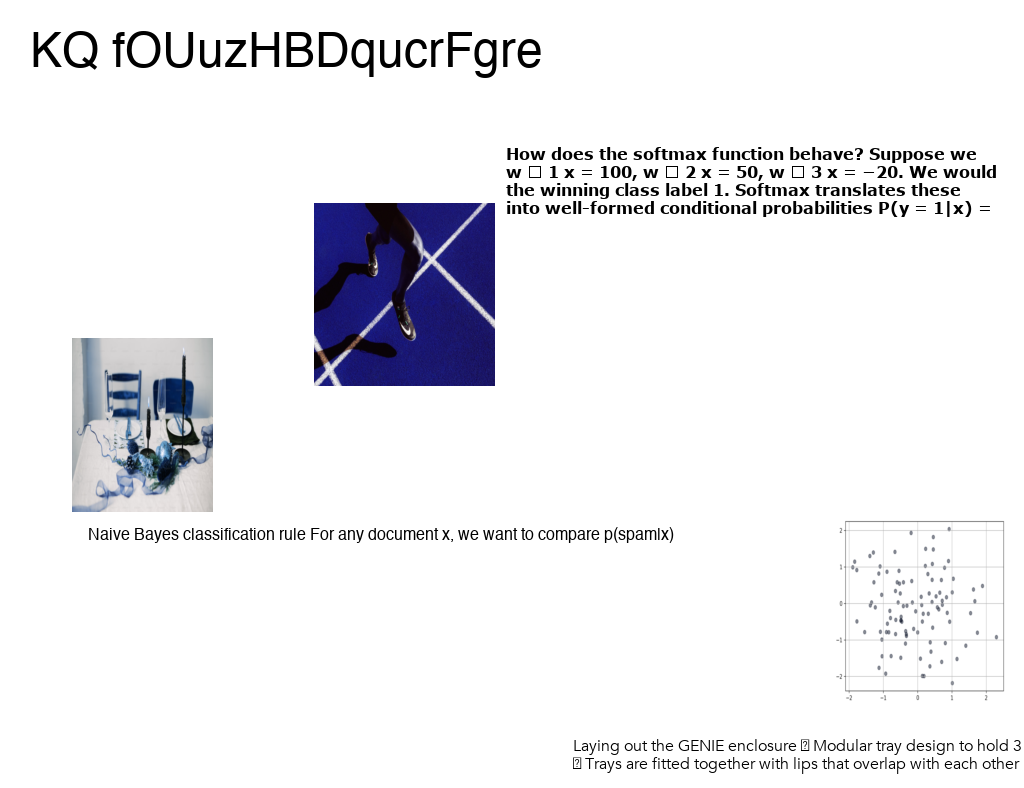 KQ fOUuzHBDqucrFgre
How does the softmax function behave? Suppose we
w □ 1 x = 100, w □ 2 x = 50, w □ 3 x = −20. We would
the winning class label 1. Softmax translates these
into well-formed conditional probabilities P(y = 1|x) =
Naive Bayes classification rule For any document x, we want to compare p(spam|x)
2
1
0
−1
−2
−2 −1 0 1 2
Laying out the GENIE enclosure ⍰ Modular tray design to hold 3
⍰ Trays are fitted together with lips that overlap with each other